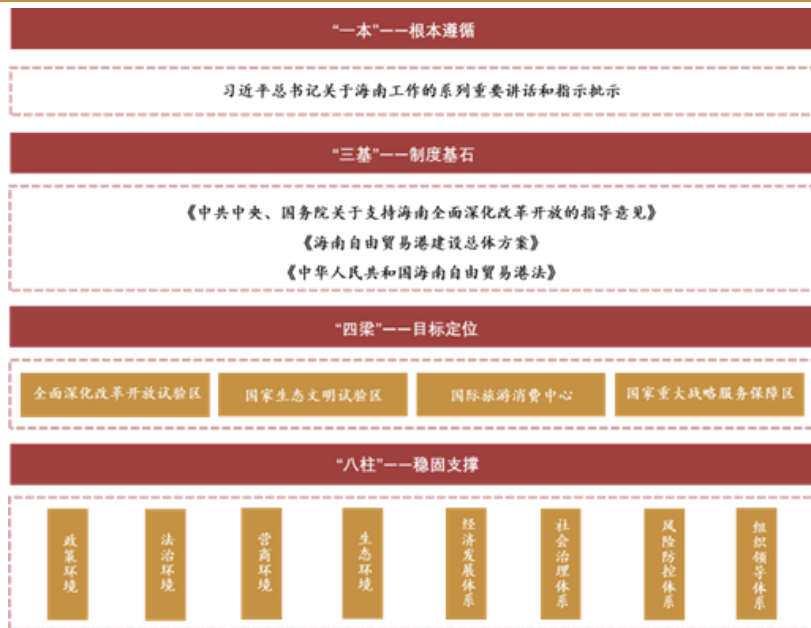 “一本”——根本遵循
习近平总书记关于海南工作的系列重要讲话和指示批示
“三基”——制度基石
《中共中央、国务院关于支持海南全面深化改革开放的指导意见》
《海南自由贸易港建设总体方案》
《中华人民共和国海南自由贸易港法》
“四梁”——目标定位
全面深化改革开放试验区
国家生态文明试验区
国际旅游消费中心
国家重大战略服务保障区
“八柱”——稳固支撑
政策环境
法治环境
营商环境
生态环境
经济发展体系
社会治理体系
风险防控体系
组织领导体系